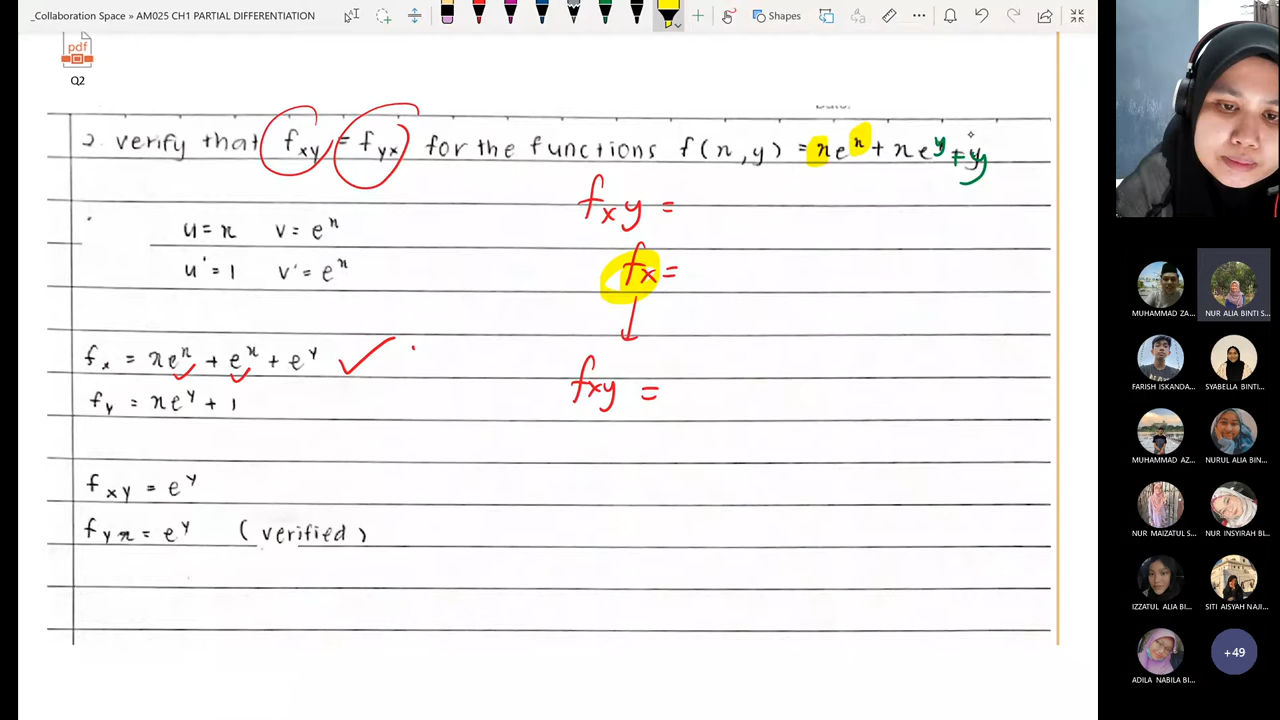 _Collaboration Space » AM025 CH1 PARTIAL DIFFERENTIATION
Shapes
pdf
Q2
2. verify that fxy = fyx for the functions f(x,y) = xe^x + xe^y + y
fxy =
u = x v = e^x
u' = 1 v' = e^x
fx =
fx = xe^x + e^x + e^y ✓
fxy =
fy = xe^y + 1
fxy = e^y
fyx = e^y (verified)
MUHAMMAD ZA...
NUR ALIA BINTI S...
FARISH ISKANDA...
SYABELLA BINTI...
MUHAMMAD AZ...
NURUL ALIA BIN...
NUR MAIZATUL S...
NUR INSYIRAH BI...
IZZATUL ALIA BI...
SITI AISYAH NAJI...
ADILA NABILA BI...
+49